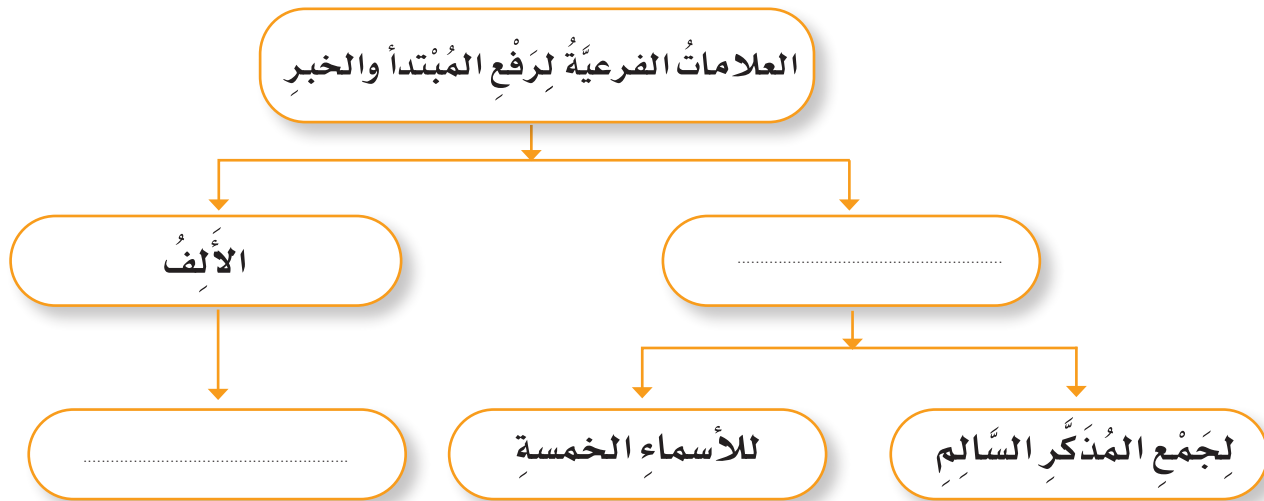 العلاماتُ الفرعيَّةُ لِرَفْعِ المُبْتدأ والخبرِ
................................................
الأَلِفُ
لِجَمْعِ المُذَكَّرِ السَّالِمِ
للأسماءِ الخمسةِ
................................................